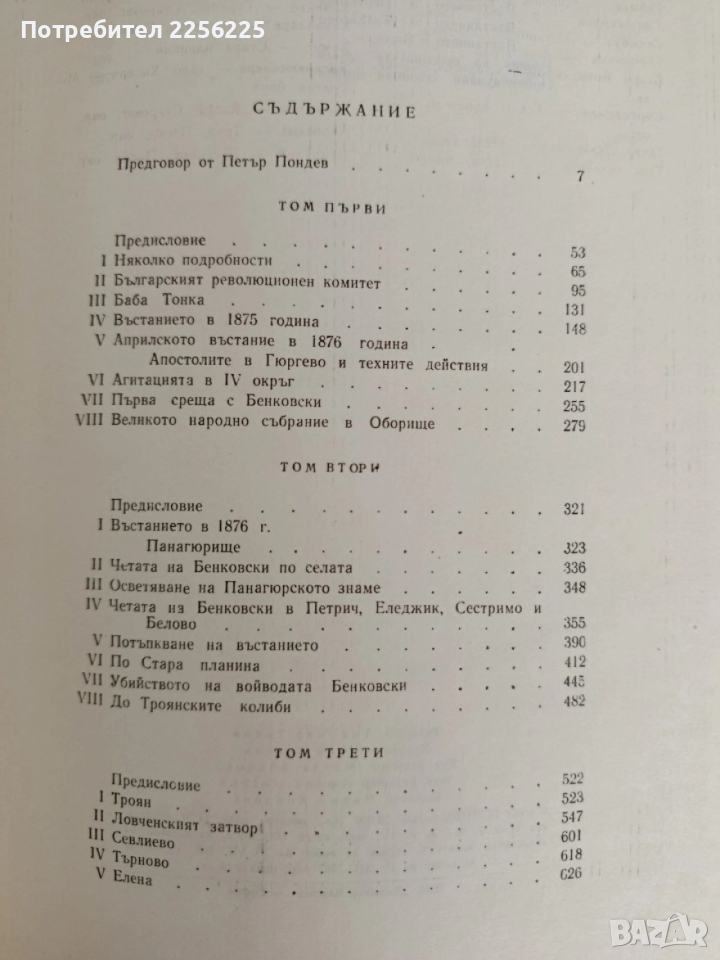 Потребител 2256225
СЪДЪРЖАНИЕ
Предговор от Петър Пондев . . . . . . . 7
ТОМ ПЪРВИ
Предисловие . . . . . . . . . . 53
I Няколко подробности . . . . . . . . 65
II Българският революционен комитет . . . . . 95
III Баба Тонка . . . . . . . . . . 131
IV Въстанието в 1875 година . . . . . . . 148
V Априлското въстание в 1876 година . .
Апостолите в Гюргево и техните действия . . . 201
VI Агитацията в IV окръг . . . . . . . 217
VII Първа среща с Бенковски . . . . . . 255
VIII Великото народно събрание в Оборище . . . . 279
ТОМ ВТОРИ
Предисловие . . . . . . . . . . 321
I Въстанието в 1876 г. .
Панагюрище . . . . . . . . . 323
II Четата на Бенковски по селата . . . . . . 336
III Осветяване на Панагюрското знаме . . . . . 348
IV Четата на Бенковски в Петрич, Еледжик, Сестримо и
Белово . . . . . . . . . . 355
V Потъпкване на въстанието . . . . . . . 390
VI По Стара планина . . . . . . . . 412
VII Убийството на войводата Бенковски . . . . 445
VIII До Троянските колиби . . . . . . . 482
ТОМ ТРЕТИ
Предисловие . . . . . . . . . . 522
I Троян . . . . . . . . . . . 523
II Ловченският затвор . . . . . . . . 547
III Севлиево . . . . . . . . . . 601
IV Търново . . . . . . . . . . 618
V Елена . . . . . . . . . . . 626
BAZAR